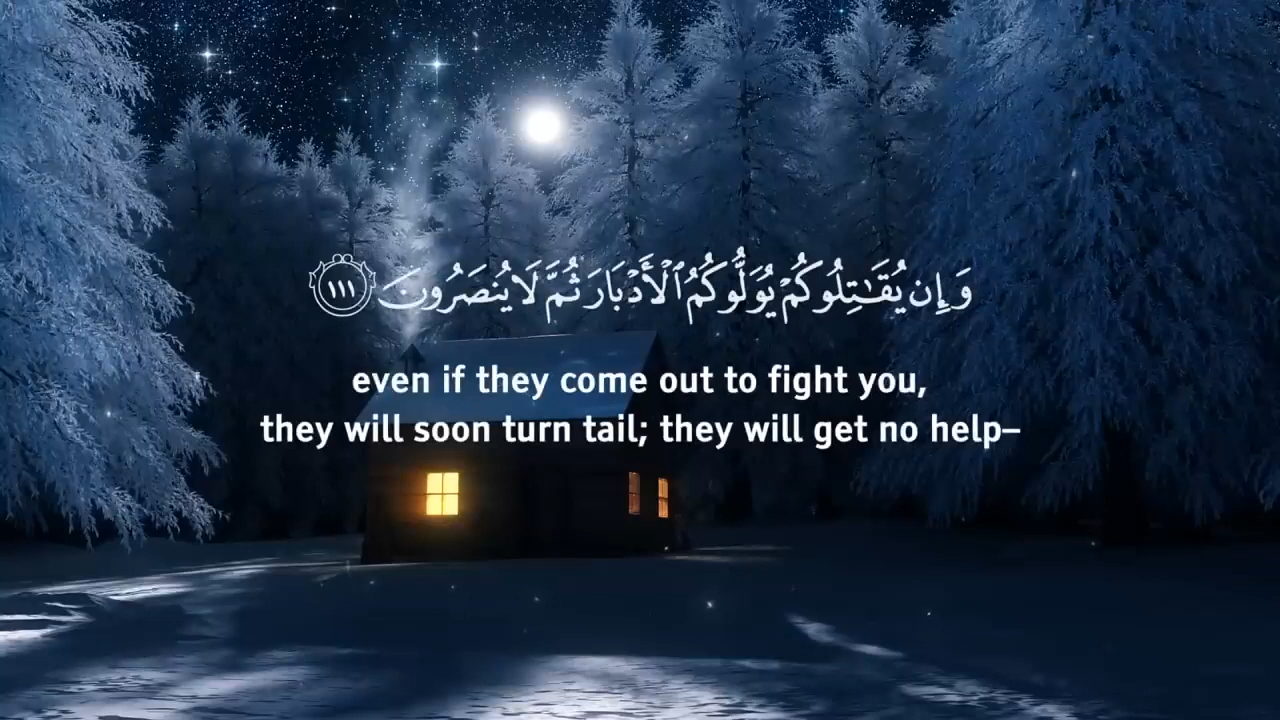 وَإِن يُقَـٰتِلُوكُمْ يُوَلُّوكُمُ ٱلْأَدْبَارَ ثُمَّ لَا يُنصَرُونَ ١١١
even if they come out to fight you,
they will soon turn tail; they will get no help–